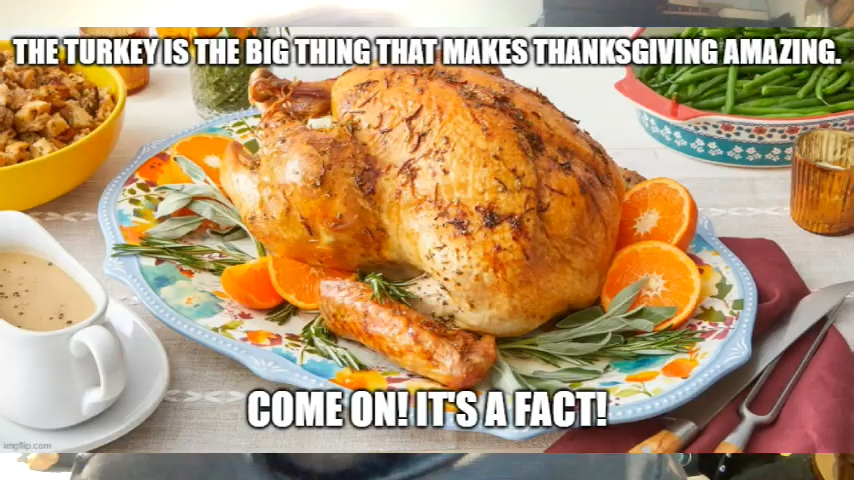 THE TURKEY IS THE BIG THING THAT MAKES THANKSGIVING AMAZING.
COME ON! IT'S A FACT!
imgflip.com